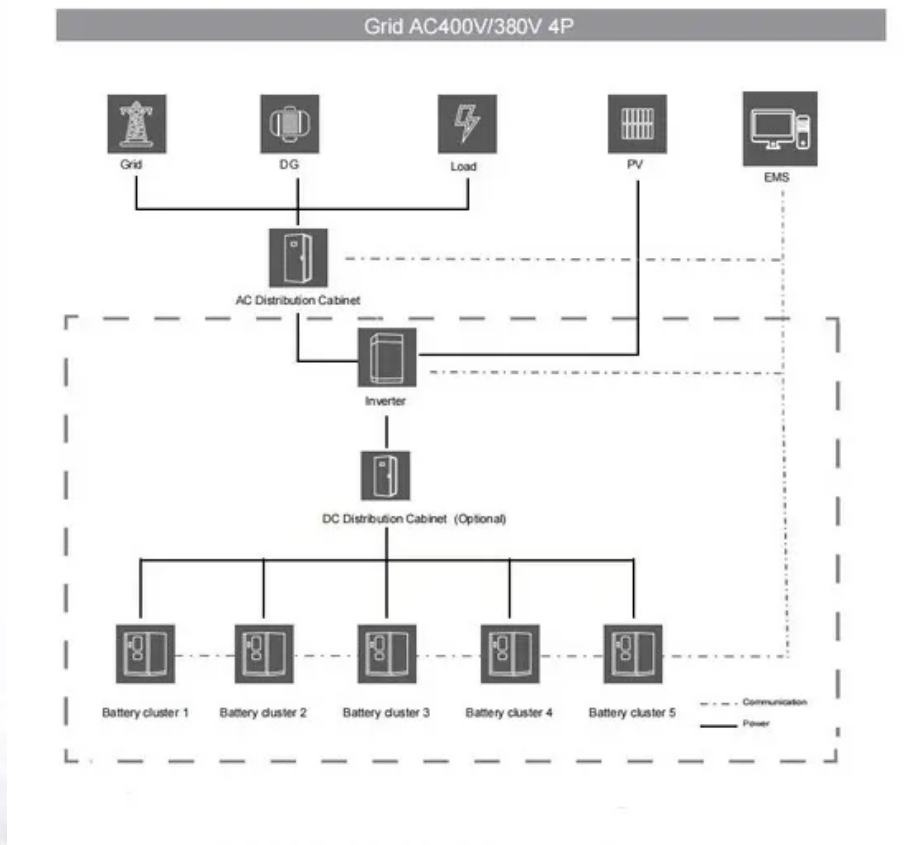 Grid AC400V/380V 4P
Grid
DG
Load
PV
EMS
AC Distribution Cabinet
Inverter
DC Distribution Cabinet (Optional)
Battery cluster 1
Battery cluster 2
Battery cluster 3
Battery cluster 4
Battery cluster 5
Communication
Power